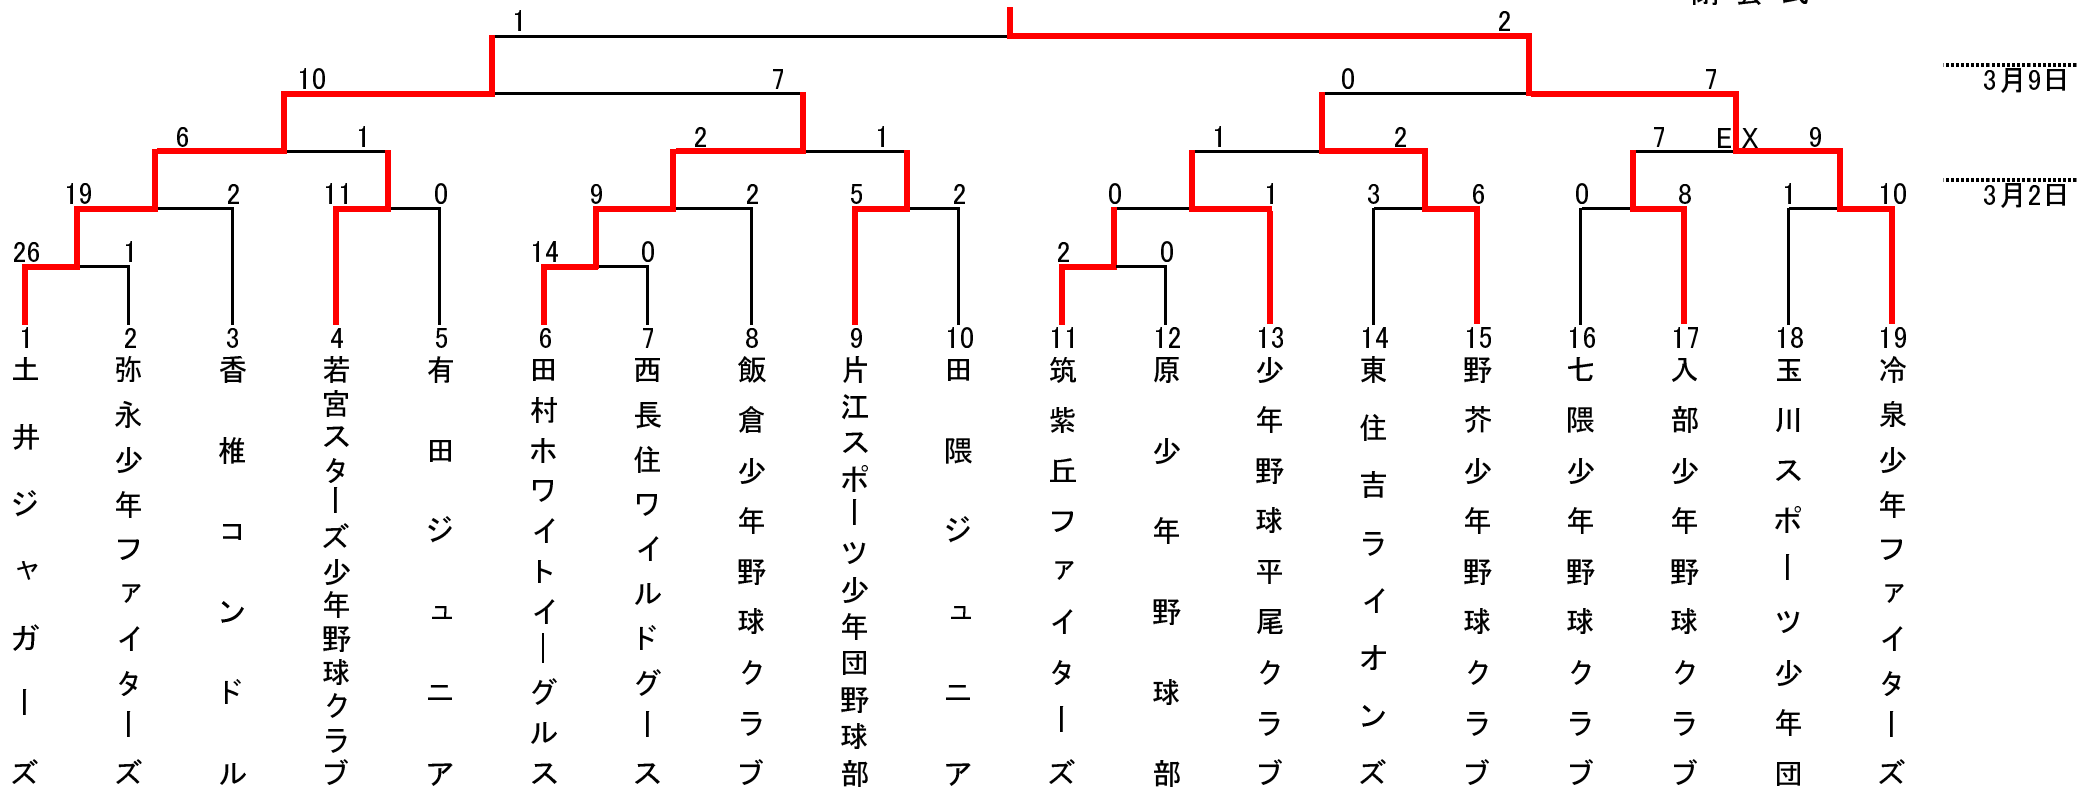 1
2
10
7
0
7
3月9日
6
1
2
1
1
2
7
EX
9
19
2
11
0
9
2
5
2
0
1
3
6
0
8
1
10
3月2日
26
1
14
0
2
0
1
2
3
4
5
6
7
8
9
10
11
12
13
14
15
16
17
18
19
土井ジャガーズ
弥永少年ファイターズ
香椎コンドル
若宮スターズ少年野球クラブ
有田ジュニア
田村ホワイトイーグルス
西長住ワイルドグース
飯倉少年野球クラブ
片江スポーツ少年団野球部
田隈ジュニア
筑紫丘ファイターズ
原少年野球部
少年野球平尾クラブ
東住吉ライオンズ
野芥少年野球クラブ
七隈少年野球クラブ
入部少年野球クラブ
玉川スポーツ少年団
冷泉少年ファイターズ